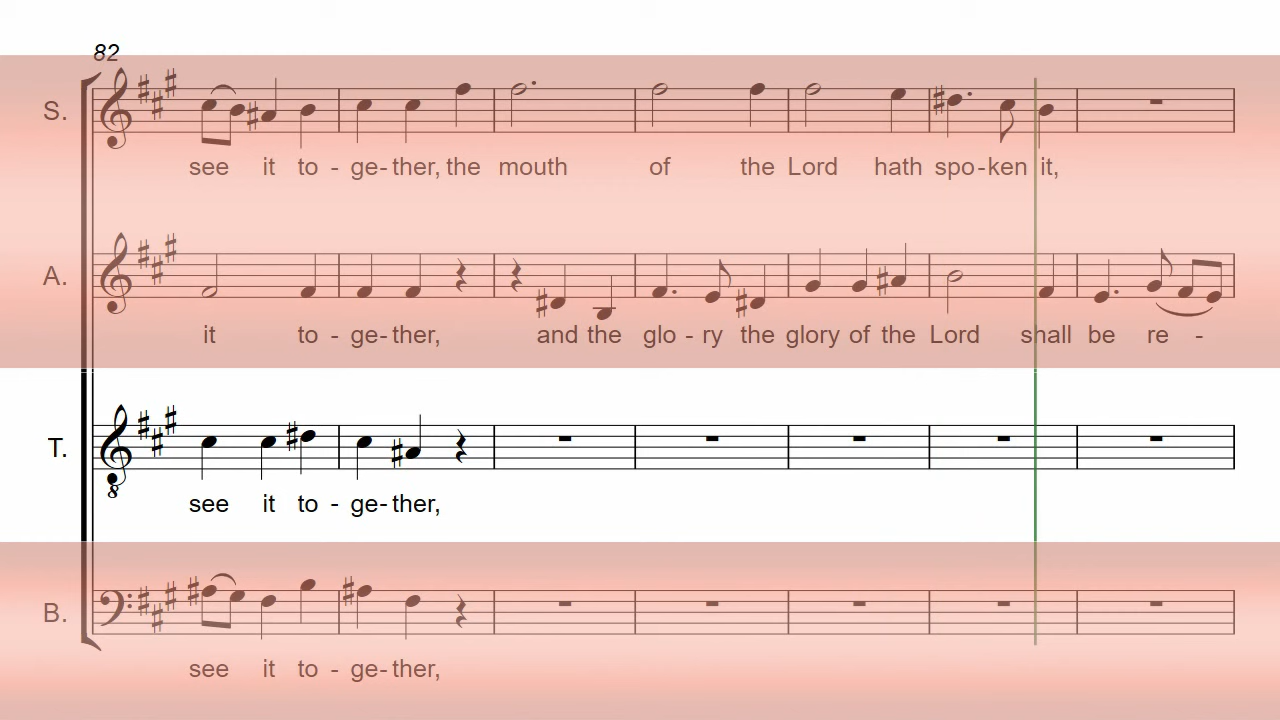 82
S.
see it to - ge- ther, the mouth of the Lord hath spo-ken it,
A.
it to - ge- ther, and the glo - ry the glory of the Lord shall be re -
T.
8
see it to - ge- ther,
B.
see it to - ge- ther,